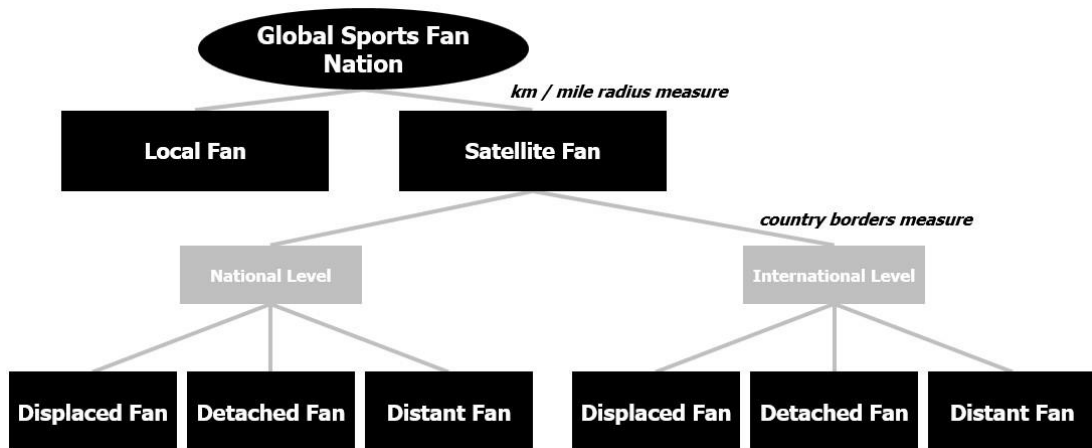 Global Sports Fan
Nation
km / mile radius measure
Local Fan
Satellite Fan
country borders measure
National Level
International Level
Displaced Fan
Detached Fan
Distant Fan
Displaced Fan
Detached Fan
Distant Fan